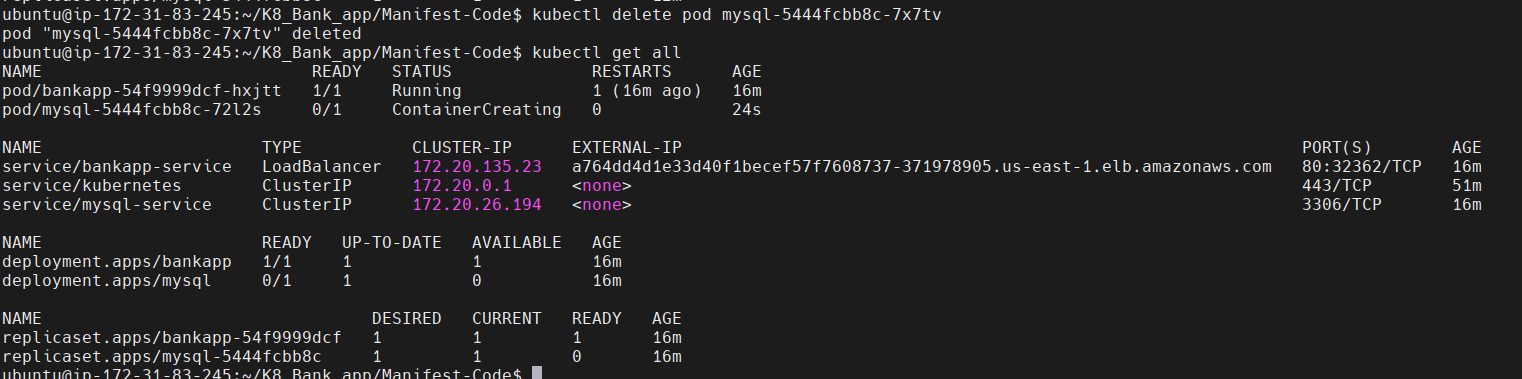 ubuntu@ip-172-31-83-245:~/K8_Bank_app/Manifest-Code$ kubectl delete pod mysql-5444fcbb8c-7x7tv
pod "mysql-5444fcbb8c-7x7tv" deleted
ubuntu@ip-172-31-83-245:~/K8_Bank_app/Manifest-Code$ kubectl get all
NAME READY STATUS RESTARTS AGE
pod/bankapp-54f9999dcf-hxjtt 1/1 Running 1 (16m ago) 16m
pod/mysql-5444fcbb8c-72l2s 0/1 ContainerCreating 0 24s
NAME TYPE CLUSTER-IP EXTERNAL-IP PORT(S) AGE
service/bankapp-service LoadBalancer 172.20.135.23 a764dd4d1e33d40f1becef57f7608737-371978905.us-east-1.elb.amazonaws.com 80:32362/TCP 16m
service/kubernetes ClusterIP 172.20.0.1 <none> 443/TCP 51m
service/mysql-service ClusterIP 172.20.26.194 <none> 3306/TCP 16m
NAME READY UP-TO-DATE AVAILABLE AGE
deployment.apps/bankapp 1/1 1 1 16m
deployment.apps/mysql 0/1 1 0 16m
NAME DESIRED CURRENT READY AGE
replicaset.apps/bankapp-54f9999dcf 1 1 1 16m
replicaset.apps/mysql-5444fcbb8c 1 1 0 16m
ubuntu@ip-172-31-83-245:~/K8_Bank_app/Manifest-Code$